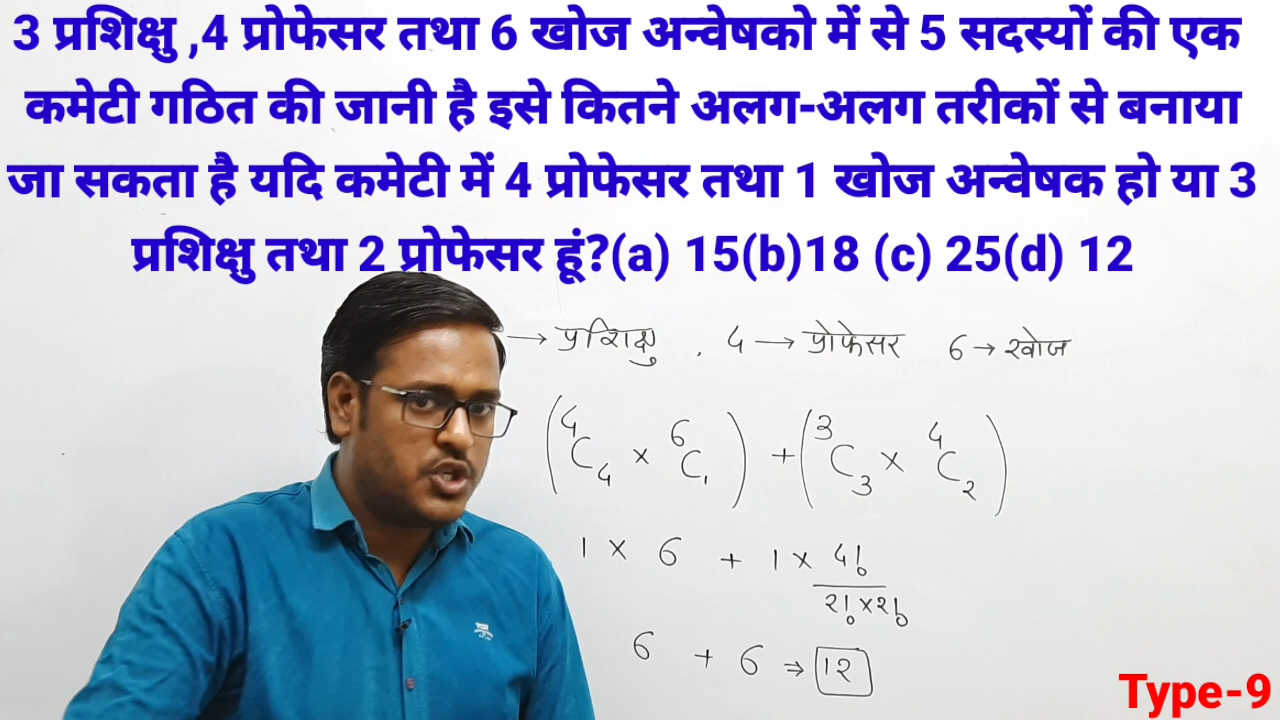 3 प्रशिक्षु ,4 प्रोफेसर तथा 6 खोज अन्वेषको में से 5 सदस्यों की एक
कमेटी गठित की जानी है इसे कितने अलग-अलग तरीकों से बनाया
जा सकता है यदि कमेटी में 4 प्रोफेसर तथा 1 खोज अन्वेषक हो या 3
प्रशिक्षु तथा 2 प्रोफेसर हूं?(a) 15(b)18 (c) 25(d) 12
→ प्रशिक्षु , 4 → प्रोफेसर 6 → खोज
(⁴C₄ × ⁶C₁) + (³C₃ × ⁴C₂)
1 × 6 + 1 × 4!
2! × 2!
6 + 6 ⇒ 12
Type-9